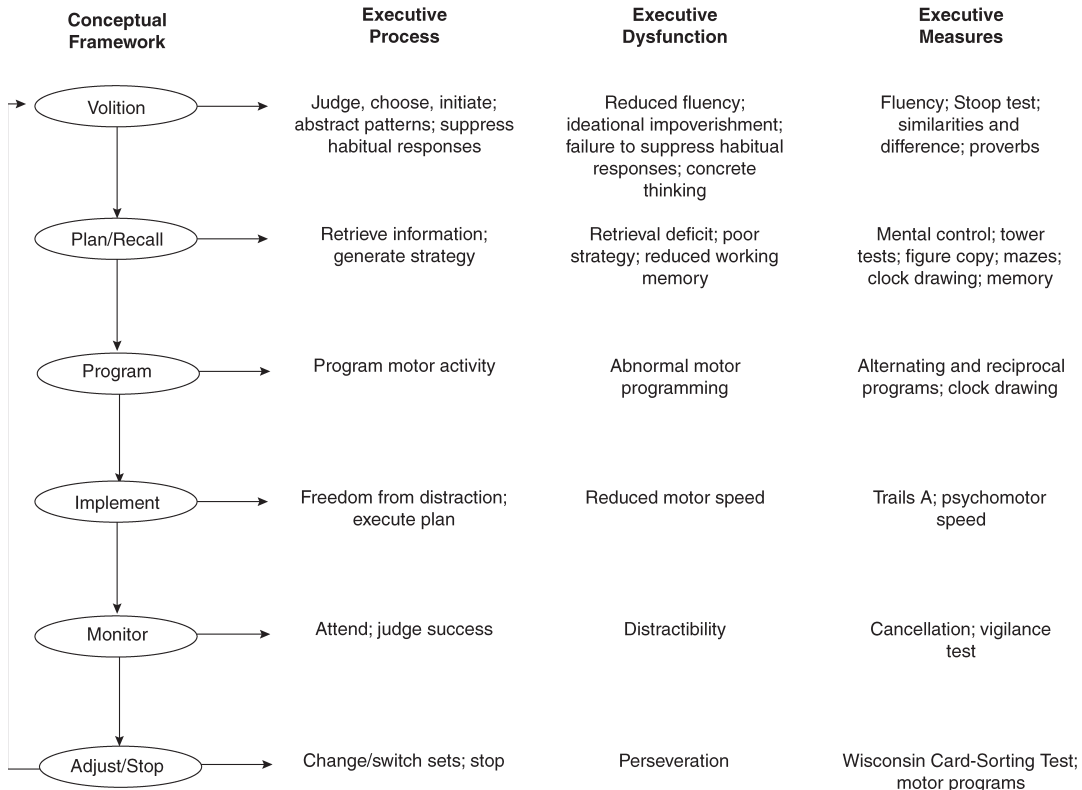 Conceptual
Framework
Executive
Process
Executive
Dysfunction
Executive
Measures
Volition
Judge, choose, initiate;
abstract patterns; suppress
habitual responses
Reduced fluency;
ideational impoverishment;
failure to suppress habitual
responses; concrete
thinking
Fluency; Stoop test;
similarities and
difference; proverbs
Plan/Recall
Retrieve information;
generate strategy
Retrieval deficit; poor
strategy; reduced working
memory
Mental control; tower
tests; figure copy; mazes;
clock drawing; memory
Program
Program motor activity
Abnormal motor
programming
Alternating and reciprocal
programs; clock drawing
Implement
Freedom from distraction;
execute plan
Reduced motor speed
Trails A; psychomotor
speed
Monitor
Attend; judge success
Distractibility
Cancellation; vigilance
test
Adjust/Stop
Change/switch sets; stop
Perseveration
Wisconsin Card-Sorting Test;
motor programs